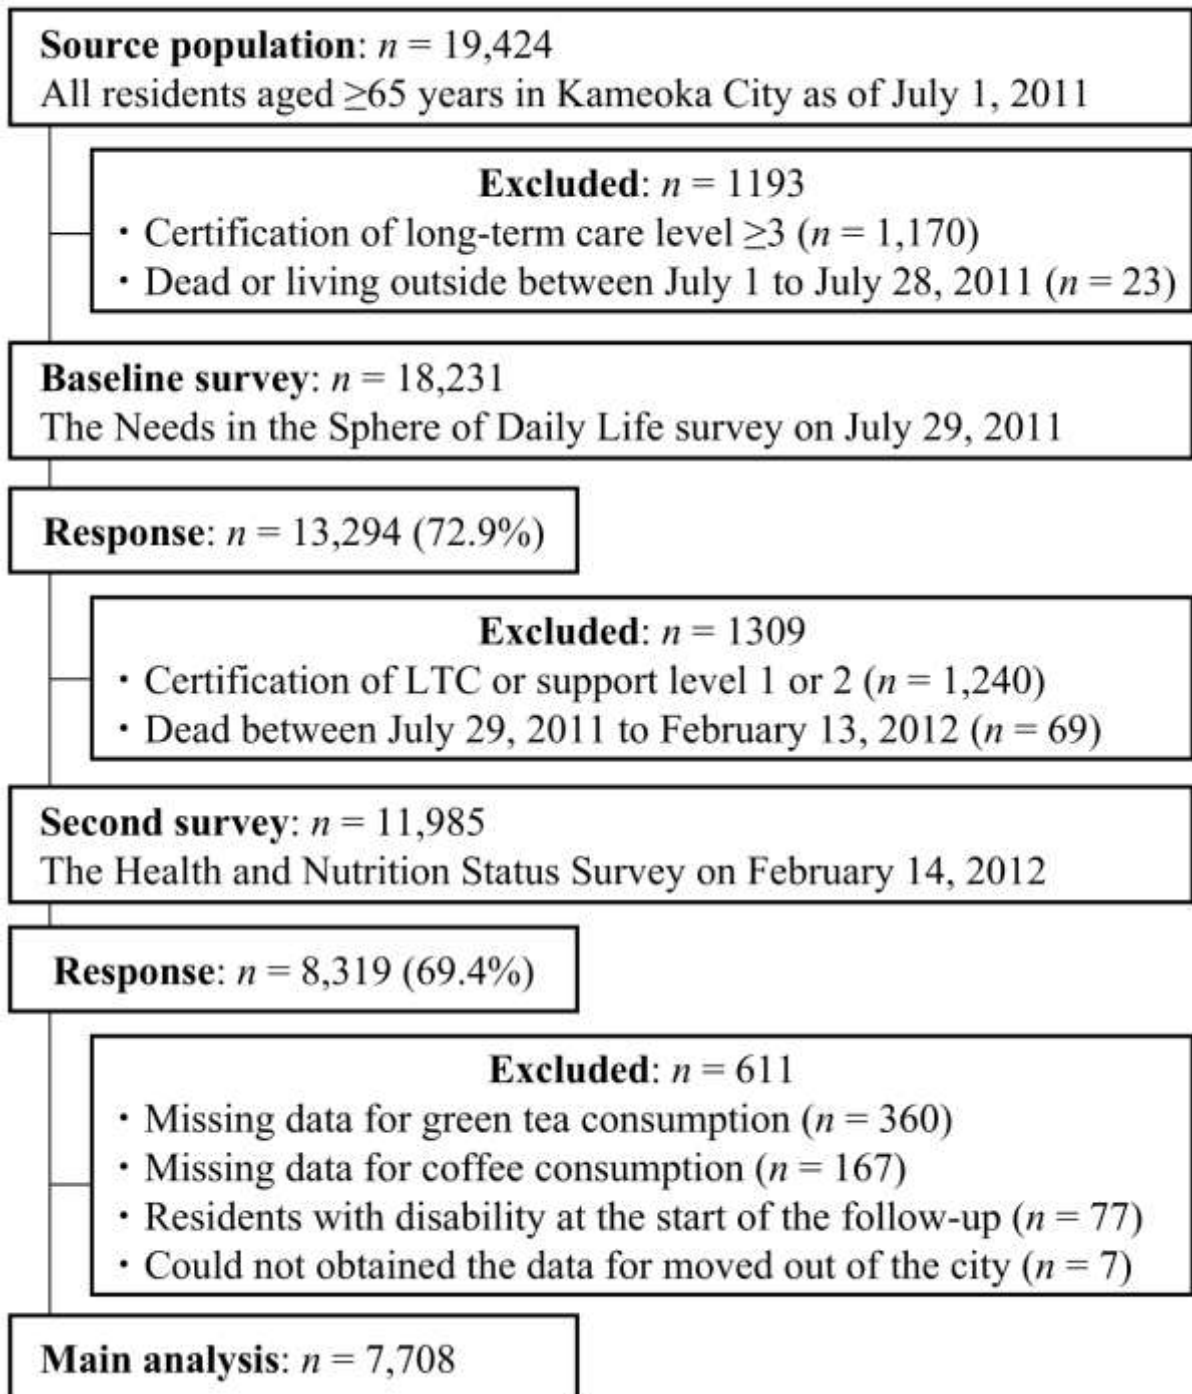 Source population: n = 19,424
All residents aged ≥65 years in Kameoka City as of July 1, 2011
Excluded: n = 1193
・Certification of long-term care level ≥3 (n = 1,170)
・Dead or living outside between July 1 to July 28, 2011 (n = 23)
Baseline survey: n = 18,231
The Needs in the Sphere of Daily Life survey on July 29, 2011
Response: n = 13,294 (72.9%)
Excluded: n = 1309
・Certification of LTC or support level 1 or 2 (n = 1,240)
・Dead between July 29, 2011 to February 13, 2012 (n = 69)
Second survey: n = 11,985
The Health and Nutrition Status Survey on February 14, 2012
Response: n = 8,319 (69.4%)
Excluded: n = 611
・Missing data for green tea consumption (n = 360)
・Missing data for coffee consumption (n = 167)
・Residents with disability at the start of the follow-up (n = 77)
・Could not obtained the data for moved out of the city (n = 7)
Main analysis: n = 7,708